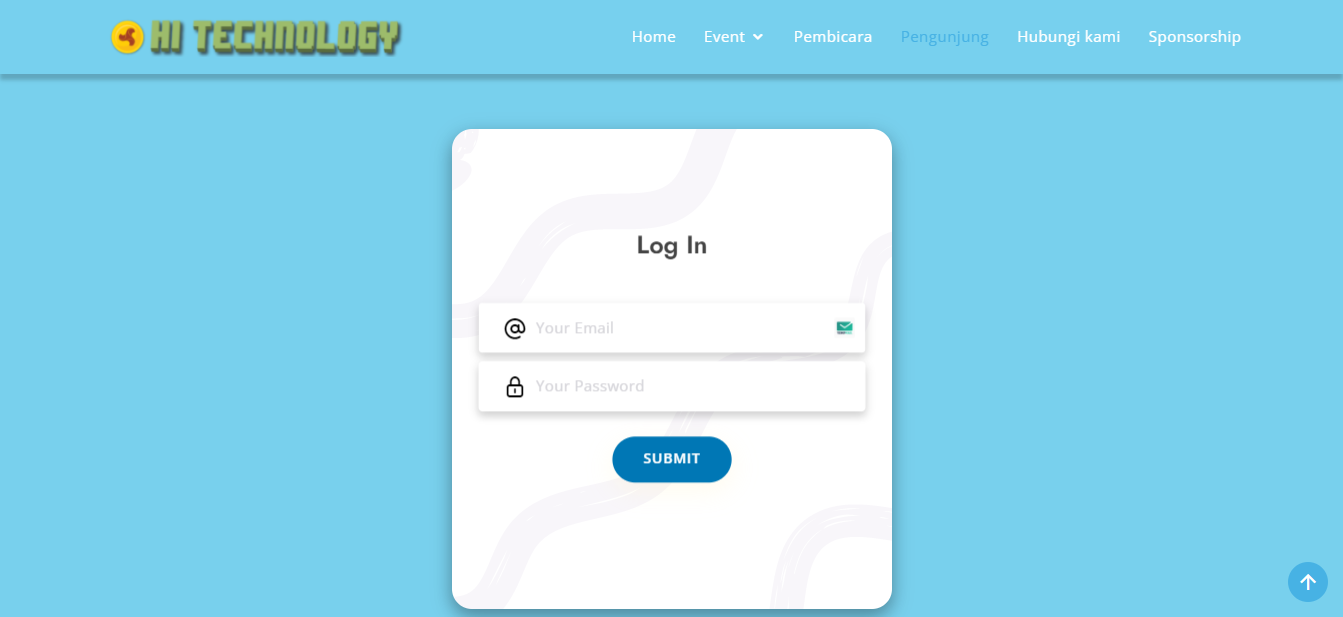 HI TECHNOLOGY
Home Event Pembicara Pengunjung Hubungi kami Sponsorship
Log In
Your Email
Your Password
SUBMIT